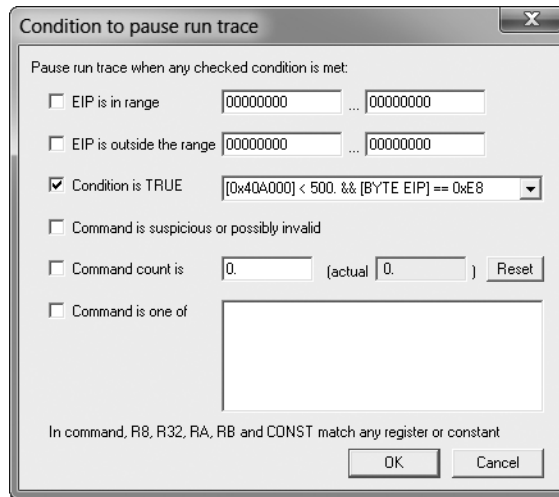 Condition to pause run trace
X
Pause run trace when any checked condition is met:
EIP is in range 00000000 ... 00000000
EIP is outside the range 00000000 ... 00000000
Condition is TRUE [0x40A000] < 500. && [BYTE EIP] == 0xE8
Command is suspicious or possibly invalid
Command count is 0. (actual 0. ) Reset
Command is one of
In command, R8, R32, RA, RB and CONST match any register or constant
OK Cancel